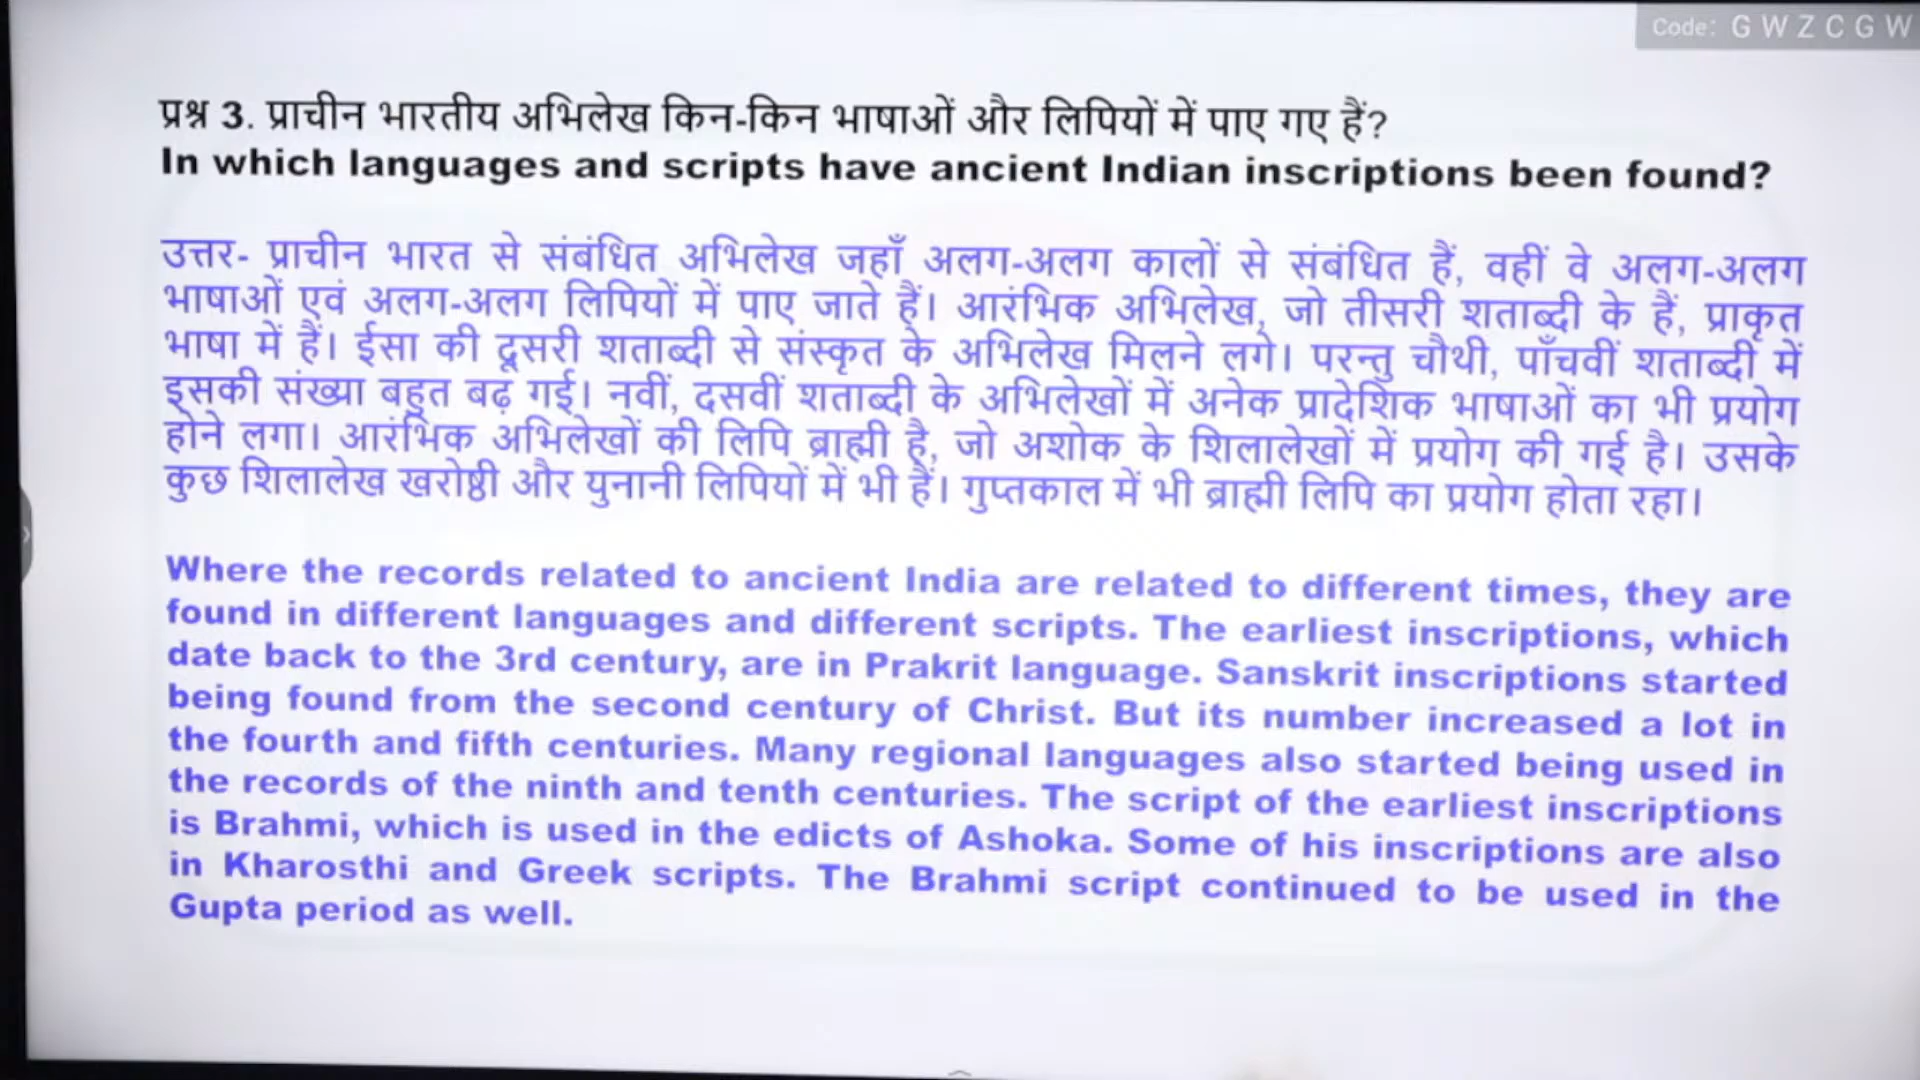 Code: G W Z C G W
प्रश्न 3. प्राचीन भारतीय अभिलेख किन-किन भाषाओं और लिपियों में पाए गए हैं?
In which languages and scripts have ancient Indian inscriptions been found?
उत्तर- प्राचीन भारत से संबंधित अभिलेख जहाँ अलग-अलग कालों से संबंधित हैं, वहीं वे अलग-अलग
भाषाओं एवं अलग-अलग लिपियों में पाए जाते हैं। आरंभिक अभिलेख, जो तीसरी शताब्दी के हैं, प्राकृत
भाषा में हैं। ईसा की दूसरी शताब्दी से संस्कृत के अभिलेख मिलने लगे। परन्तु चौथी, पाँचवीं शताब्दी में
इसकी संख्या बहुत बढ़ गई। नवीं, दसवीं शताब्दी के अभिलेखों में अनेक प्रादेशिक भाषाओं का भी प्रयोग
होने लगा। आरंभिक अभिलेखों की लिपि ब्राह्मी है, जो अशोक के शिलालेखों में प्रयोग की गई है। उसके
कुछ शिलालेख खरोष्ठी और युनानी लिपियों में भी हैं। गुप्तकाल में भी ब्राह्मी लिपि का प्रयोग होता रहा।
Where the records related to ancient India are related to different times, they are
found in different languages and different scripts. The earliest inscriptions, which
date back to the 3rd century, are in Prakrit language. Sanskrit inscriptions started
being found from the second century of Christ. But its number increased a lot in
the fourth and fifth centuries. Many regional languages also started being used in
the records of the ninth and tenth centuries. The script of the earliest inscriptions
is Brahmi, which is used in the edicts of Ashoka. Some of his inscriptions are also
in Kharosthi and Greek scripts. The Brahmi script continued to be used in the
Gupta period as well.